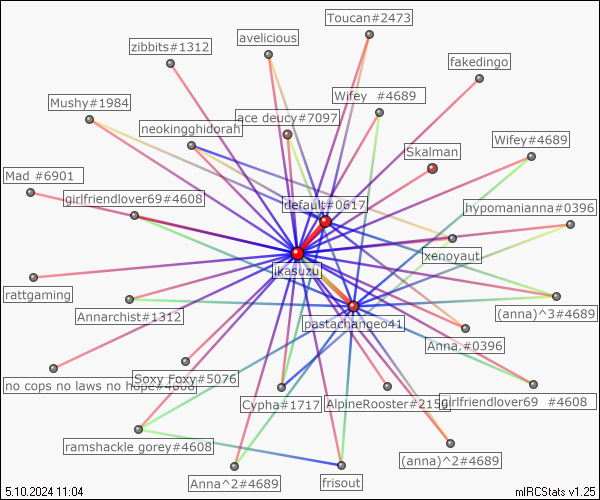 Toucan#2473
avelicious
zibbits#1312
fakedingo
Wifey  #4689
Mushy#1984
ace deucy#7097
neokingghidorah
Wifey#4689
Skalman
Mad #6901
girlfriendlover69#4608
default#0617
hypomanianna#0396
xenoyaut
ikasuzu
rattgaming
Annarchist#1312
(anna)^3#4689
pastachangeo41
Anna.#0396
Soxy Foxy#5076
no cops no laws no hope#4608
Cypha#1717
AlpineRooster#2150
girlfriendlover69  #4608
ramshackle gorey#4608
(anna)^2#4689
Anna^2#4689
frisout
5.10.2024 11:04
mIRCStats v1.25